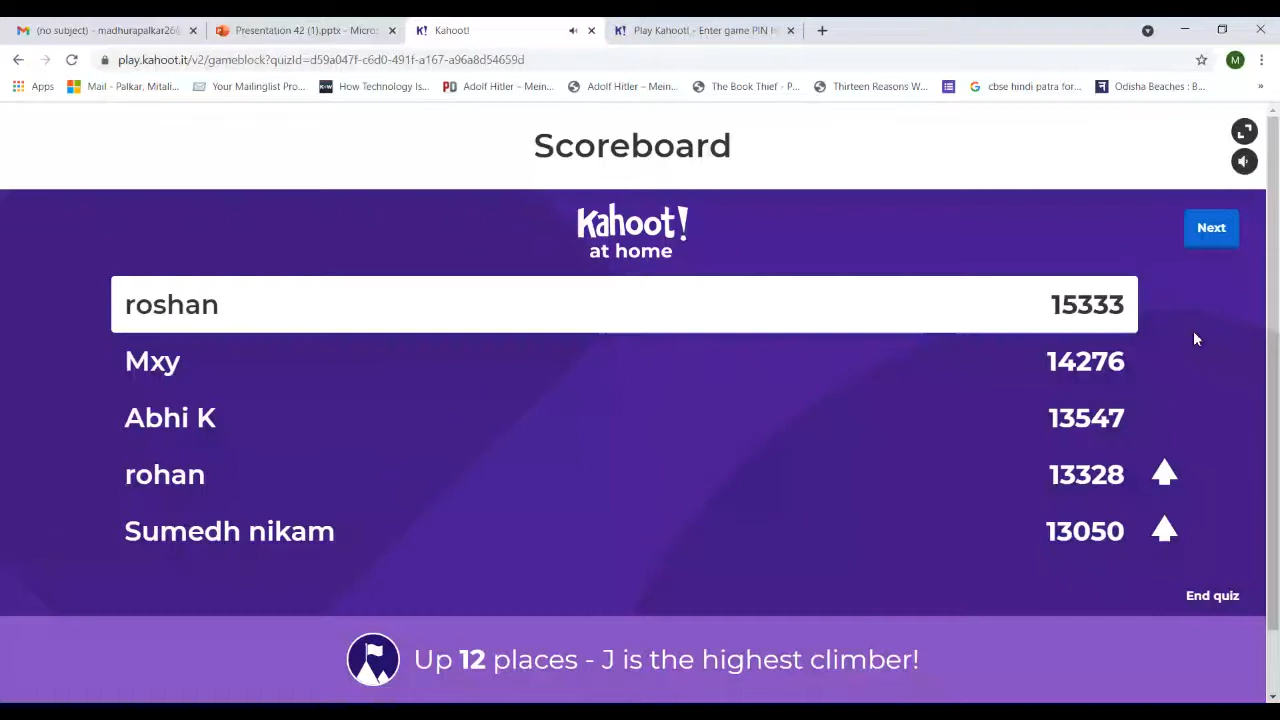 (no subject) - madhurapalkar26@
Presentation 42 (1).pptx - Micros
Kahoot!
Play Kahoot! - Enter game PIN h
play.kahoot.it/v2/gameblock?quizId=d59a047f-c6d0-491f-a167-a96a8d54659d
M
Apps
Mail - Palkar, Mitali...
Your Mailinglist Pro...
How Technology Is...
Adolf Hitler – Mein...
Adolf Hitler – Mein...
The Book Thief - P...
Thirteen Reasons W...
cbse hindi patra for...
Odisha Beaches : B...
Scoreboard
Kahoot!
at home
Next
roshan 15333
Mxy 14276
Abhi K 13547
rohan 13328
Sumedh nikam 13050
End quiz
Up 12 places - J is the highest climber!